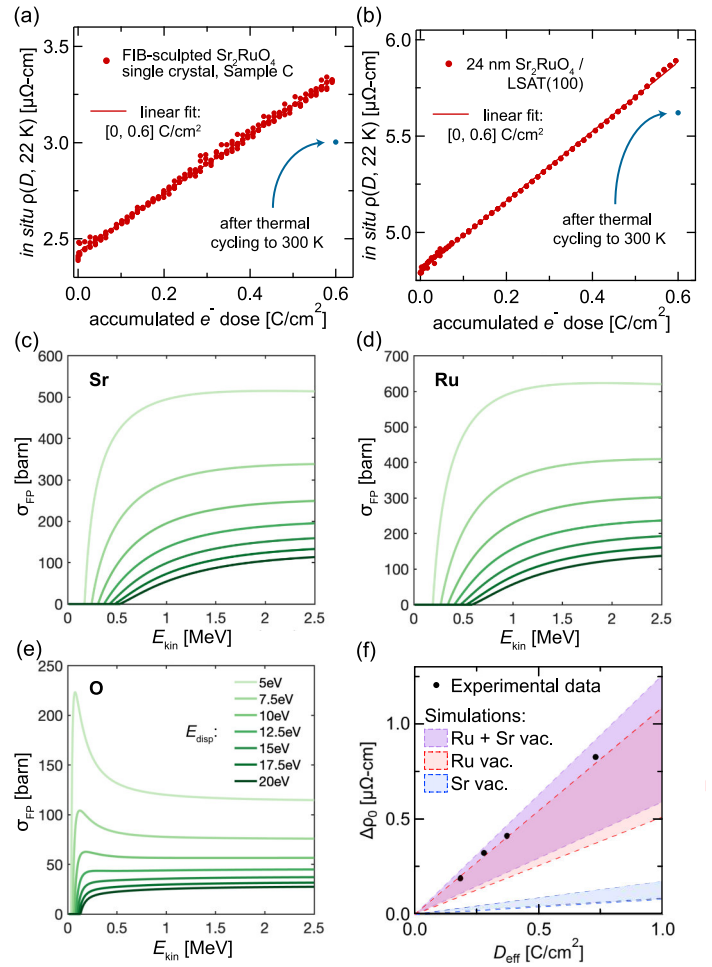 (a)
3.5
3.0
2.5
in situ ρ(D, 22 K) [μΩ-cm]
FIB-sculpted Sr₂RuO₄
single crystal, Sample C
linear fit:
[0, 0.6] C/cm²
after thermal
cycling to 300 K
0.0 0.2 0.4 0.6
accumulated e⁻ dose [C/cm²]
(b)
6.0
5.0
4.0
in situ ρ(D, 22 K) [μΩ-cm]
24 nm Sr₂RuO₄ /
LSAT(100)
linear fit:
[0, 0.6] C/cm²
after thermal
cycling to 300 K
0.0 0.2 0.4 0.6
accumulated e⁻ dose [C/cm²]
(c)
Sr
600
500
400
300
200
100
0
σFP [barn]
0 0.5 1.0 1.5 2.0 2.5
Ekin [MeV]
(d)
Ru
700
600
500
400
300
200
100
0
σFP [barn]
0 0.5 1.0 1.5 2.0 2.5
Ekin [MeV]
(e)
O
250
200
150
100
50
0
σFP [barn]
Edisp:
5eV
7.5eV
10eV
12.5eV
15eV
17.5eV
20eV
0 0.5 1.0 1.5 2.0 2.5
Ekin [MeV]
(f)
1.0
0.5
0.0
Δρ₀ [μΩ-cm]
Experimental data
Simulations:
Ru + Sr vac.
Ru vac.
Sr vac.
0.0 0.5 1.0
Deff [C/cm²]